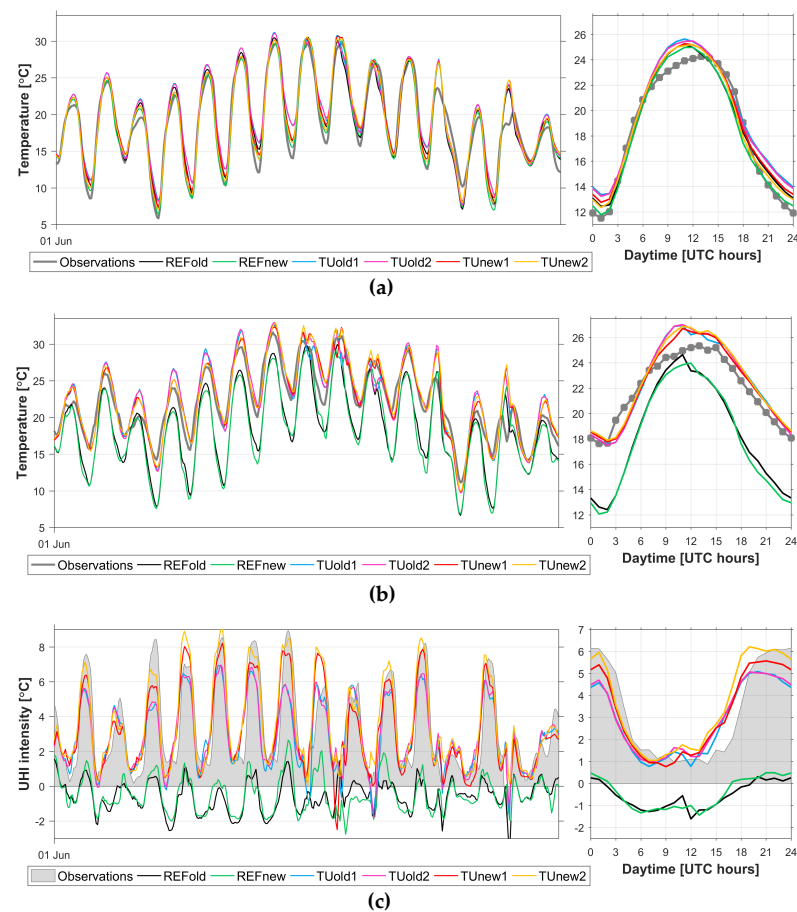 30
25
20
15
10
5
Temperature [°C]
01 Jun
26
24
22
20
18
16
14
12
0 3 6 9 12 15 18 21 24
Daytime [UTC hours]
Observations REFold REFnew TUold1 TUold2 TUnew1 TUnew2
(a)
30
25
20
15
10
5
Temperature [°C]
01 Jun
26
24
22
20
18
16
14
12
0 3 6 9 12 15 18 21 24
Daytime [UTC hours]
Observations REFold REFnew TUold1 TUold2 TUnew1 TUnew2
(b)
8
6
4
2
0
-2
UHI intensity [°C]
01 Jun
7
6
5
4
3
2
1
0
-1
-2
0 3 6 9 12 15 18 21 24
Daytime [UTC hours]
Observations REFold REFnew TUold1 TUold2 TUnew1 TUnew2
(c)